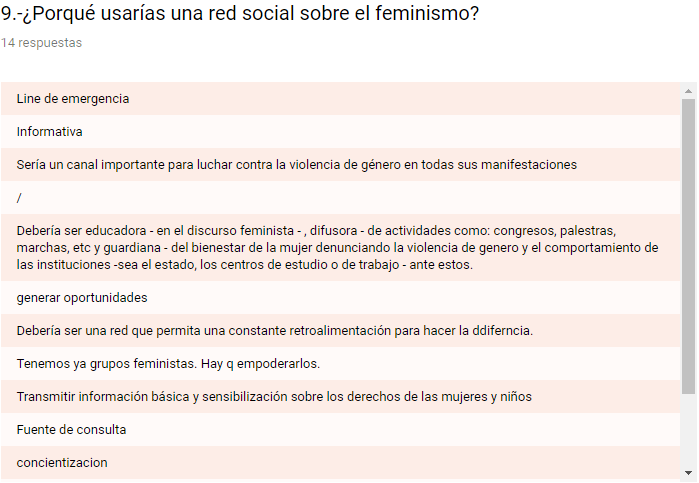 9.-¿Porqué usarías una red social sobre el feminismo?
14 respuestas
Line de emergencia
Informativa
Sería un canal importante para luchar contra la violencia de género en todas sus manifestaciones
/
Debería ser educadora - en el discurso feminista - , difusora - de actividades como: congresos, palestras,
marchas, etc y guardiana - del bienestar de la mujer denunciando la violencia de genero y el comportamiento de
las instituciones -sea el estado, los centros de estudio o de trabajo - ante estos.
generar oportunidades
Debería ser una red que permita una constante retroalimentación para hacer la ddiferncia.
Tenemos ya grupos feministas. Hay q empoderarlos.
Transmitir información básica y sensibilización sobre los derechos de las mujeres y niños
Fuente de consulta
concientizacion